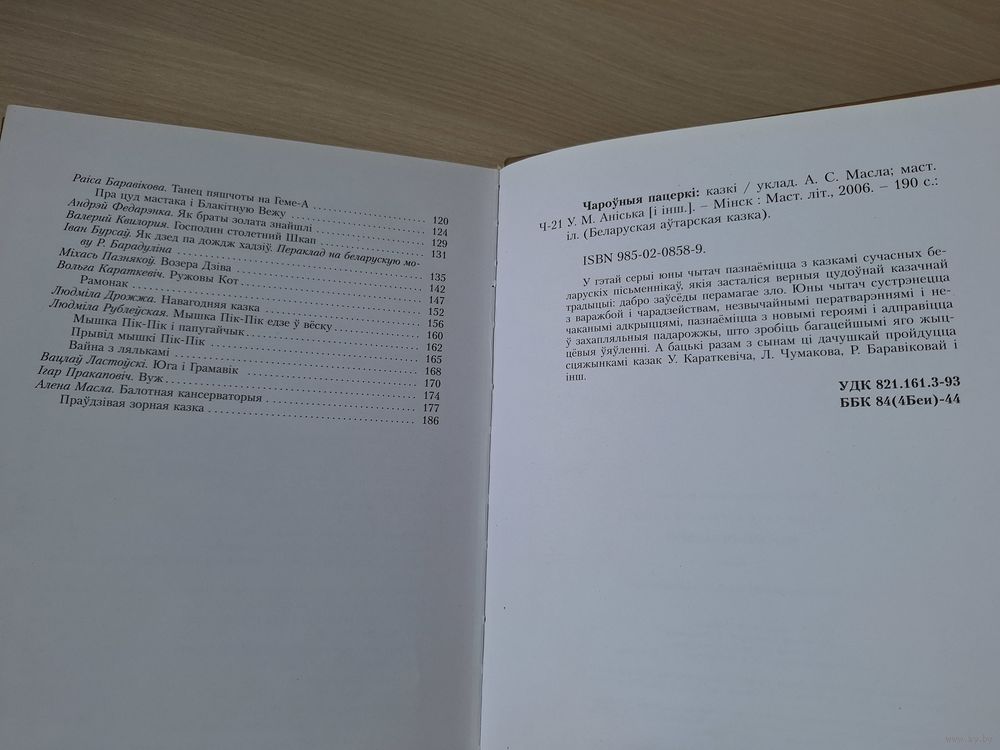 Раіса Баравікова. Танец пяшчоты на Геме-А
Пра цуд мастака і Блакітную Вежу 120
Андрэй Федарэнка. Як браты золата знайшлі 124
Валерий Квилория. Господин столетний Шкап 129
Іван Бурсаў. Як дзед па дождж хадзіў. Пераклад на беларускую мо- 131
ву Р. Барадуліна
Міхась Пазнякоў. Возера Дзіва 135
Вольга Караткевіч. Ружовы Кот 142
Рамонак 147
Людміла Дрожжа. Навагодняя казка 152
Людміла Рублеўская. Мышка Пік-Пік едзе ў вёску 156
Мышка Пік-Пік і папугайчык 160
Прывід мышкі Пік-Пік 162
Вайна з лялькамі 165
Вацлаў Ластоўскі. Юга і Грамавік 168
Ігар Пракаповіч. Вуж 170
Алена Масла. Балотная кансерваторыя 174
Праўдзівая зорная казка 177
186
Чароўныя пацеркі: казкі / уклад. А. С. Масла; маст.
Ч-21 У. М. Аніська [і інш.]. – Мінск : Маст. літ., 2006. – 190 с.:
іл. (Беларуская аўтарская казка).
ISBN 985-02-0858-9.
У гэтай серыі юны чытач пазнаёміцца з казкамі сучасных бе-
ларускіх пісьменнікаў, якія засталіся верныя цудоўнай казачнай
традыцыі: дабро заўсёды перамагае зло. Юны чытач сустрэнецца
з варажбой і чарадзействам, незвычайнымі ператварэннямі і не-
чаканымі адкрыццямі, пазнаёміцца з новымі героямі і адправіцца
ў захапляльныя падарожжы, што зробіць багацейшымі яго жыц-
цёвыя ўяўленні. А бацькі разам з сынам ці дачушкай пройдуцца
сцяжынкамі казак У. Караткевіча, Л. Чумакова, Р. Баравіковай і
інш.
УДК 821.161.3-93
ББК 84(4Беи)-44
www.ay.by